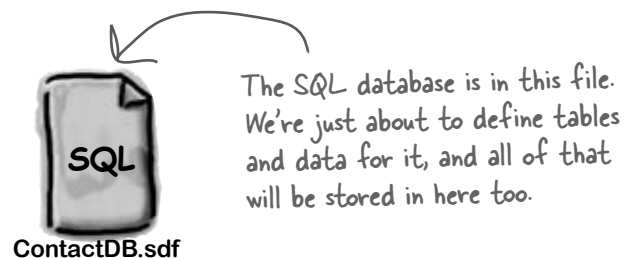 The SQL database is in this file.
We're just about to define tables
and data for it, and all of that
will be stored in here too.
SQL
ContactDB.sdf